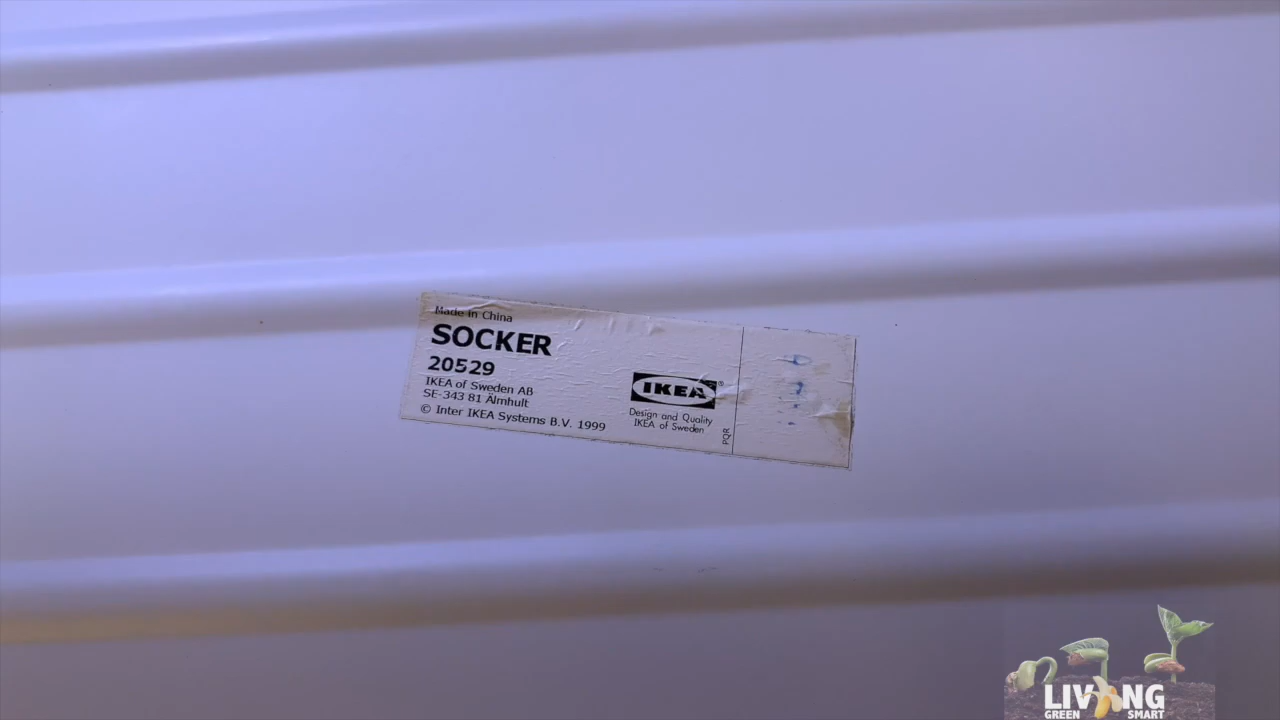 Made in China
SOCKER
20529
IKEA of Sweden AB
SE-343 81 Älmhult
© Inter IKEA Systems B.V. 1999
IKEA®
Design and Quality
IKEA of Sweden
PQR
LIVING
GREEN SMART